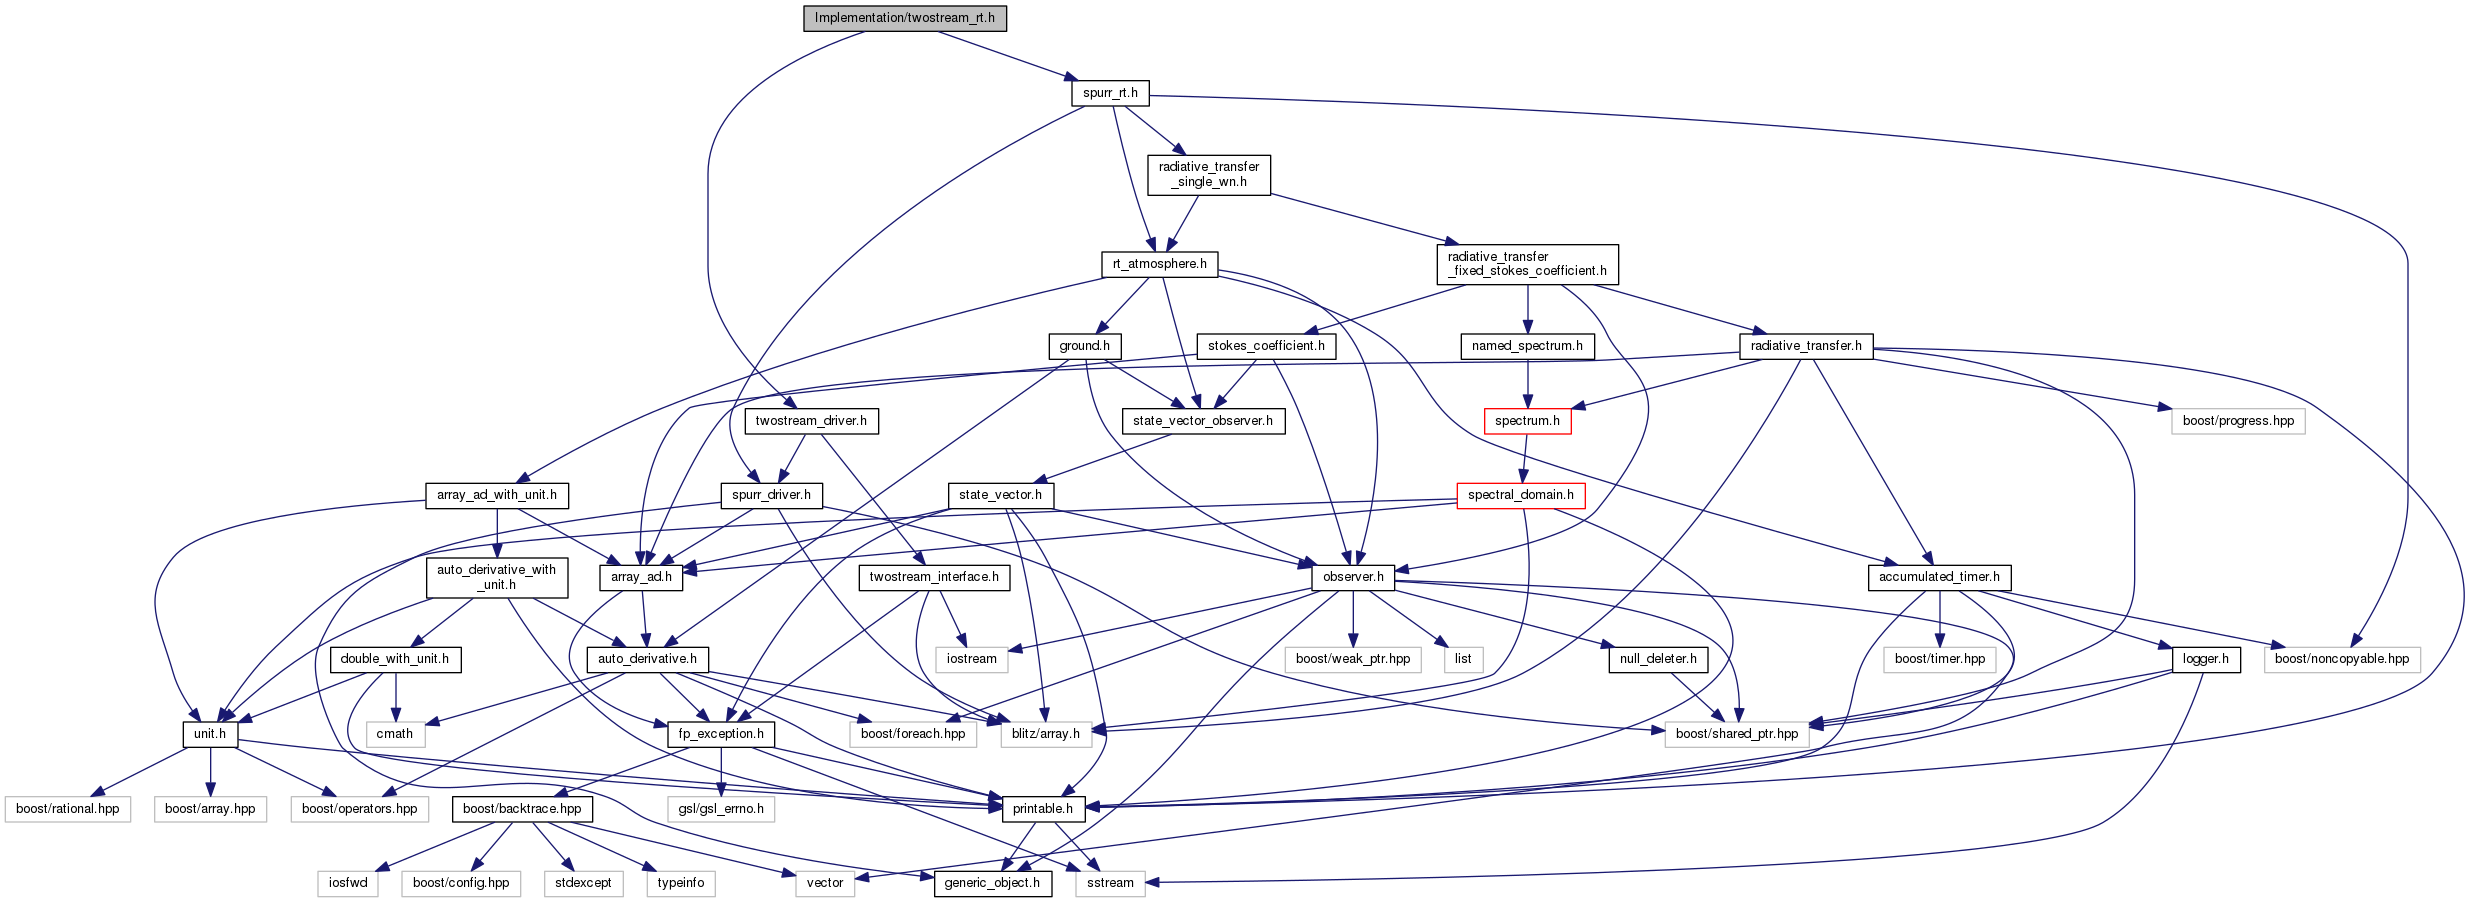 Implementation/twostream_rt.h
spurr_rt.h
radiative_transfer
_single_wn.h
rt_atmosphere.h
radiative_transfer
_fixed_stokes_coefficient.h
ground.h
stokes_coefficient.h
named_spectrum.h
radiative_transfer.h
twostream_driver.h
state_vector_observer.h
spectrum.h
boost/progress.hpp
array_ad_with_unit.h
spurr_driver.h
state_vector.h
spectral_domain.h
auto_derivative_with
_unit.h
array_ad.h
twostream_interface.h
observer.h
accumulated_timer.h
double_with_unit.h
auto_derivative.h
iostream
boost/weak_ptr.hpp
list
null_deleter.h
boost/timer.hpp
logger.h
boost/noncopyable.hpp
unit.h
cmath
fp_exception.h
boost/foreach.hpp
blitz/array.h
boost/shared_ptr.hpp
boost/rational.hpp
boost/array.hpp
boost/operators.hpp
boost/backtrace.hpp
gsl/gsl_errno.h
printable.h
iosfwd
boost/config.hpp
stdexcept
typeinfo
vector
generic_object.h
sstream